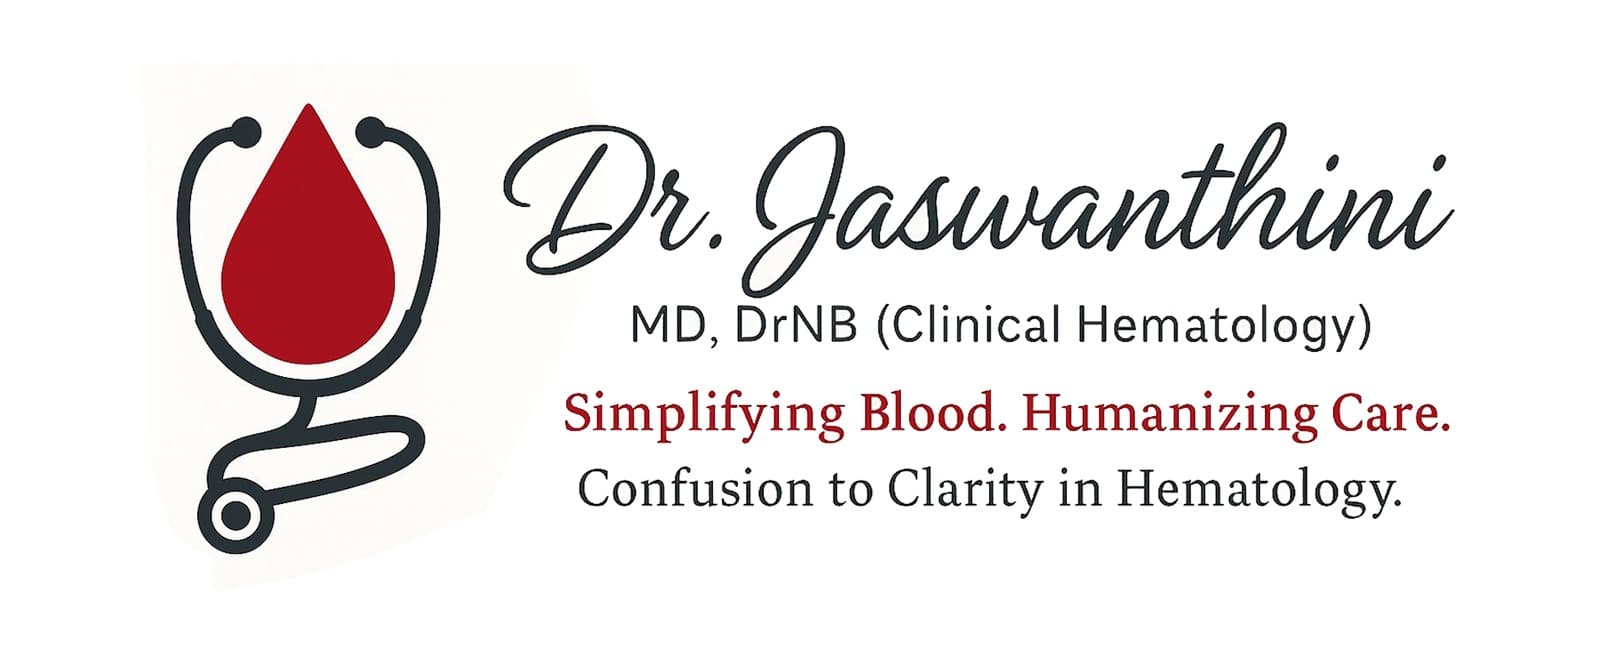 Dr. Jaswanthini
MD, DrNB (Clinical Hematology)
Simplifying Blood. Humanizing Care.
Confusion to Clarity in Hematology.